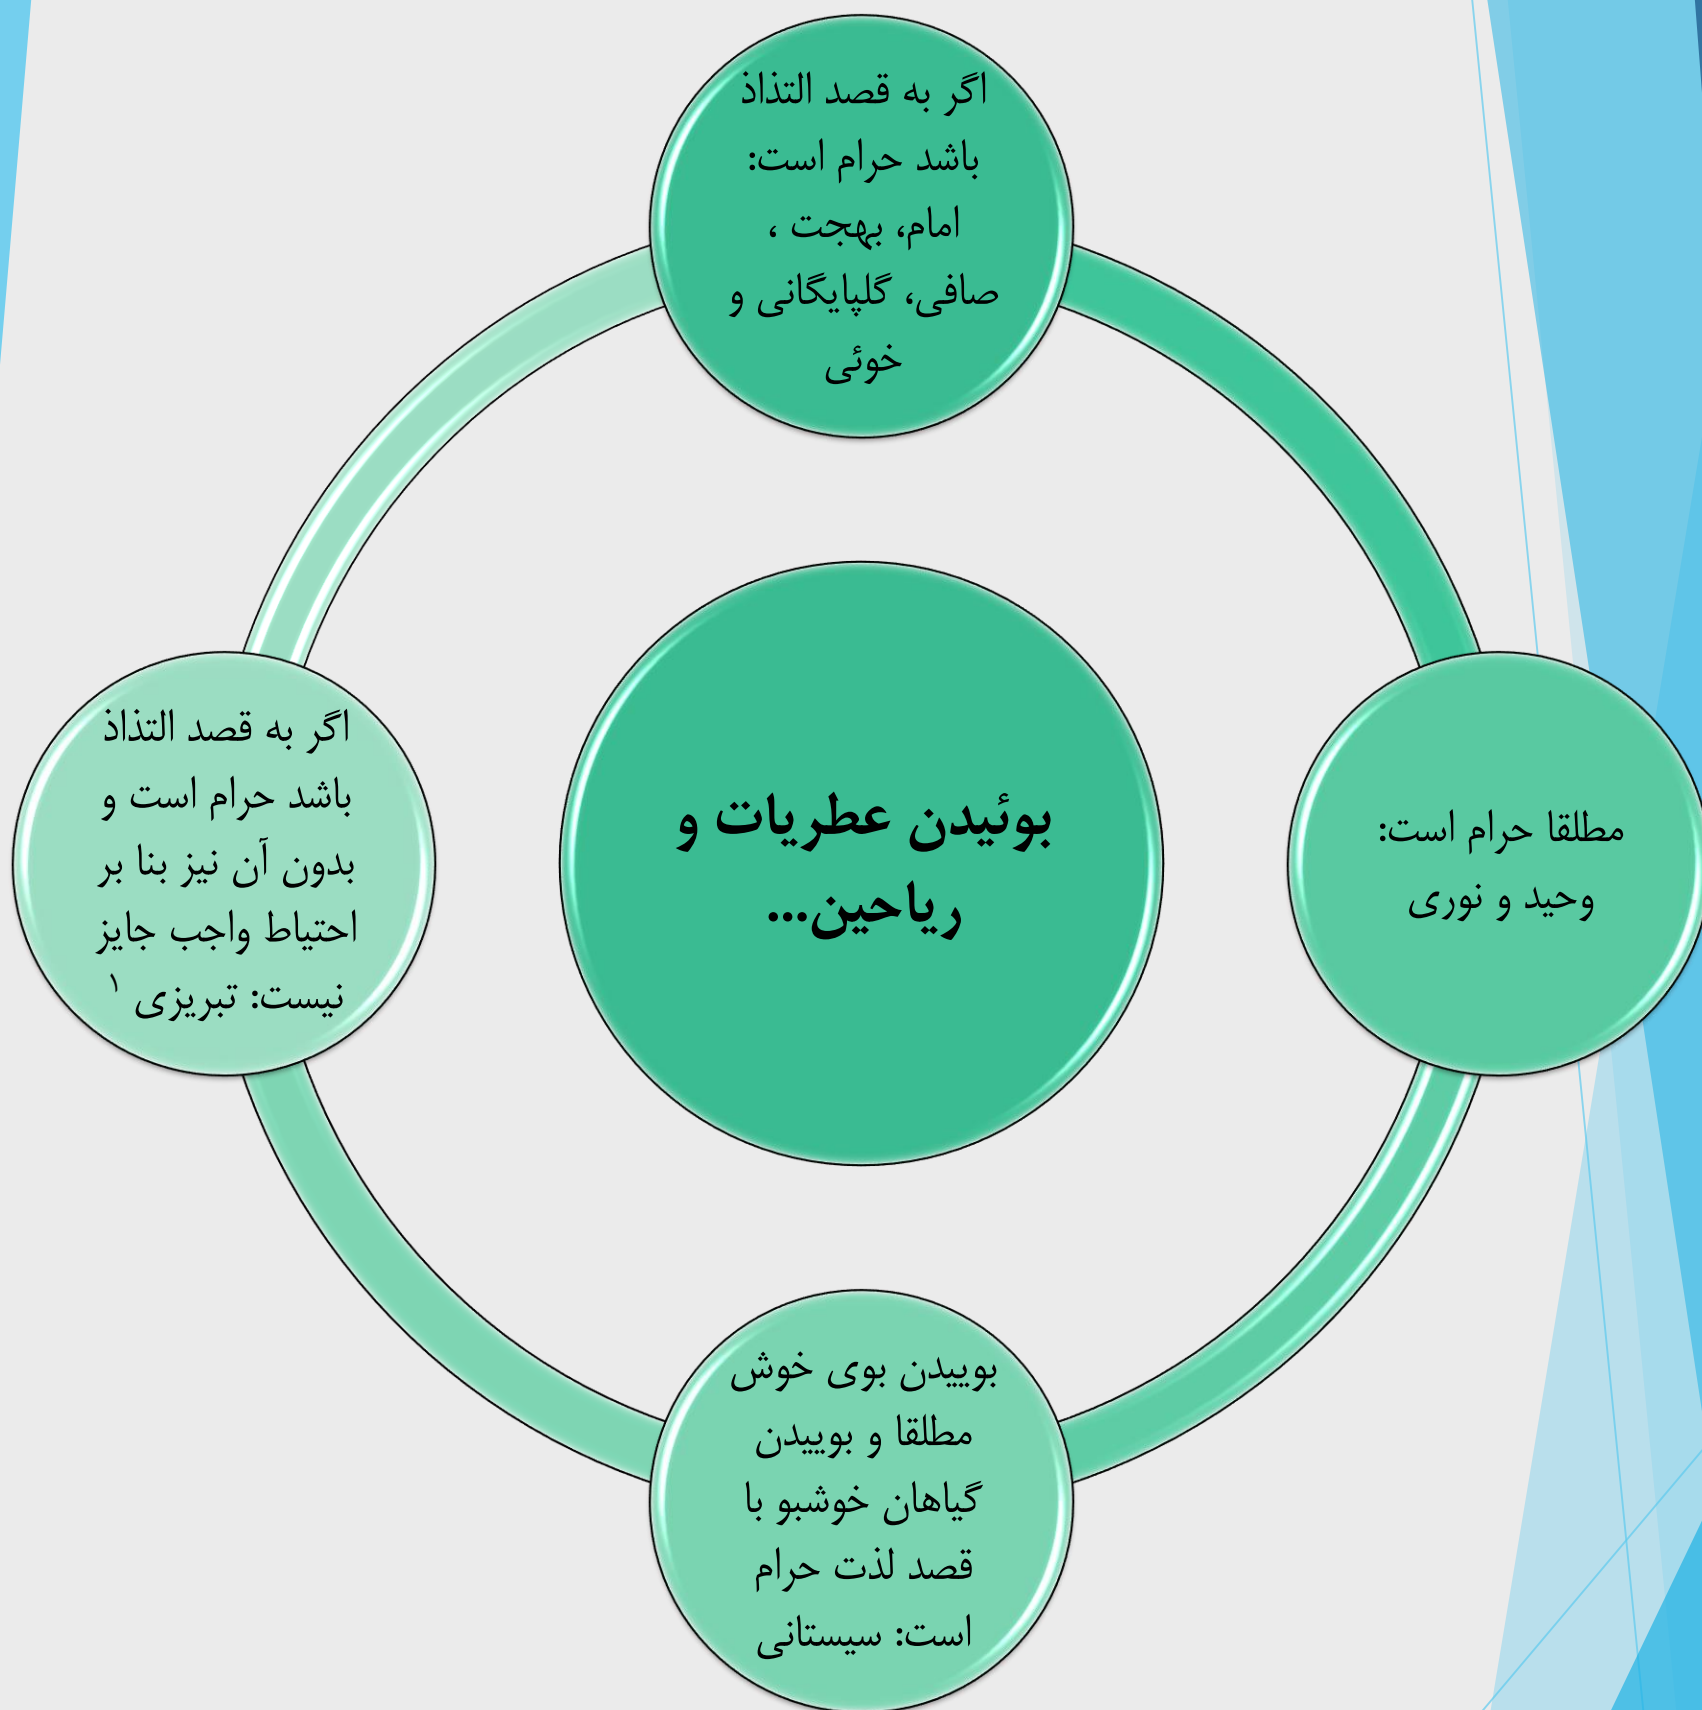 اگر به قصد التذاذ
باشد حرام است:
امام، بهجت ،
صافی، گلپایگانی و
خوئی
مطلقا حرام است:
وحید و نوری
بوئیدن عطریات و
ریاحین...
اگر به قصد التذاذ
باشد حرام است و
بدون آن نیز بنا بر
احتیاط واجب جایز
نیست: تبریزی ۱
بوییدن بوی خوش
مطلقا و بوییدن
گیاهان خوشبو با
قصد لذت حرام
است: سیستانی